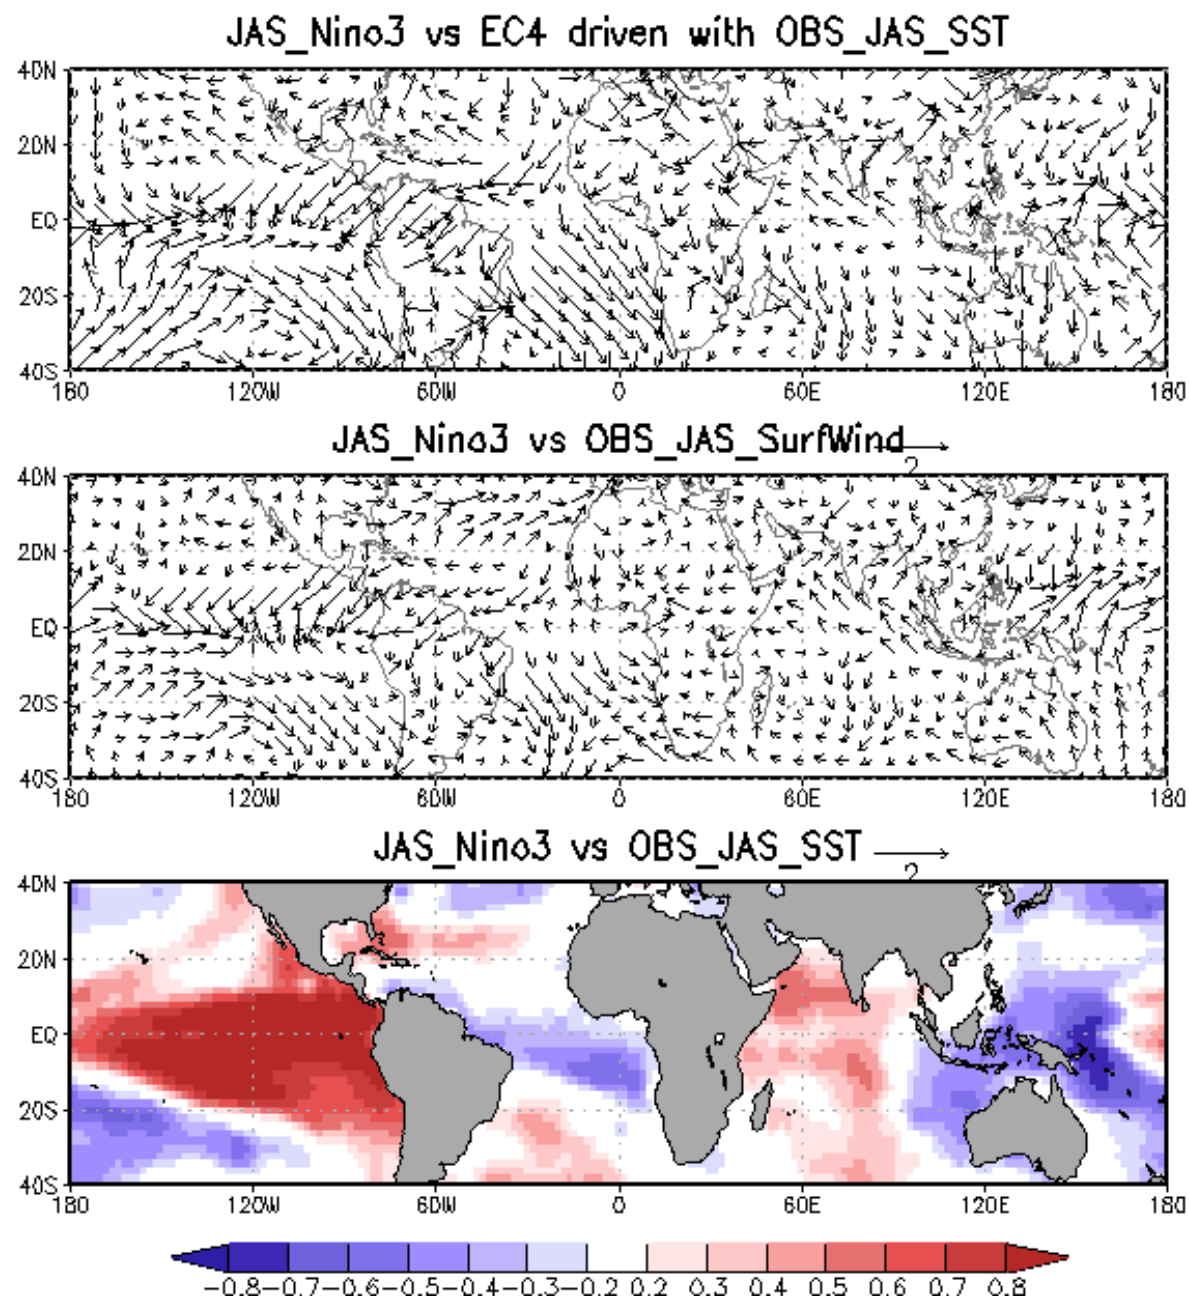 JAS_Nino3 vs EC4 driven with OBS_JAS_SST
40N
20N
EQ
20S
40S
180 120W 60W 0 60E 120E 180
JAS_Nino3 vs OBS_JAS_SurfWind
2
40N
20N
EQ
20S
40S
180 120W 60W 0 60E 120E 180
JAS_Nino3 vs OBS_JAS_SST
2
40N
20N
EQ
20S
40S
180 120W 60W 0 60E 120E 180
-0.8 -0.7 -0.6 -0.5 -0.4 -0.3 -0.2 0.2 0.3 0.4 0.5 0.6 0.7 0.8